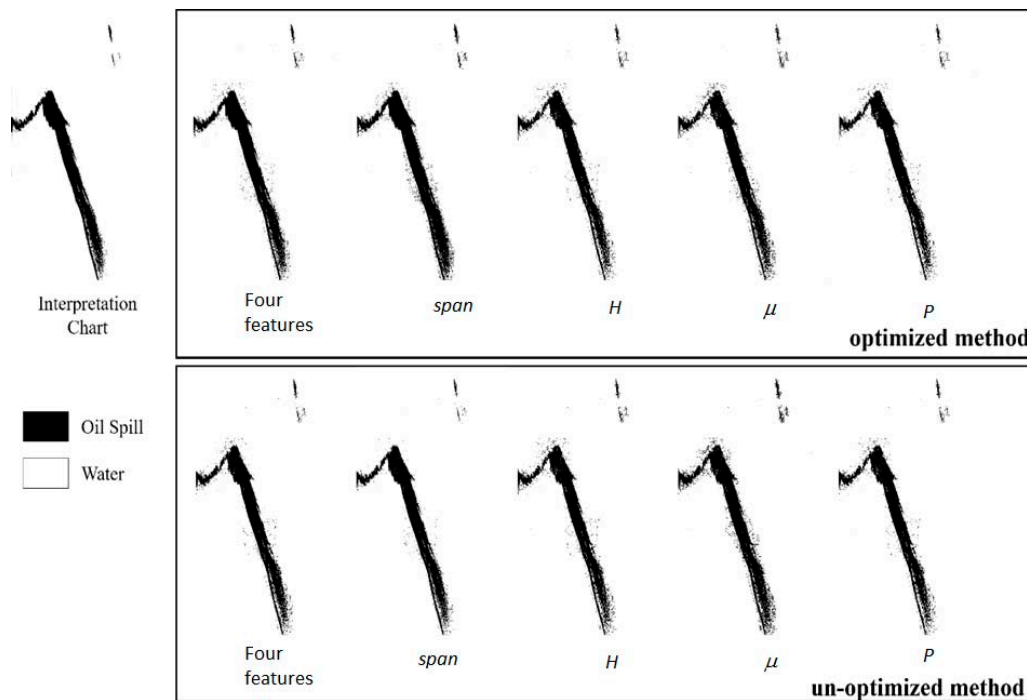 Interpretation
Chart
Four
features
span
H
μ
P
optimized method
Oil Spill
Water
Four
features
span
H
μ
P
un-optimized method